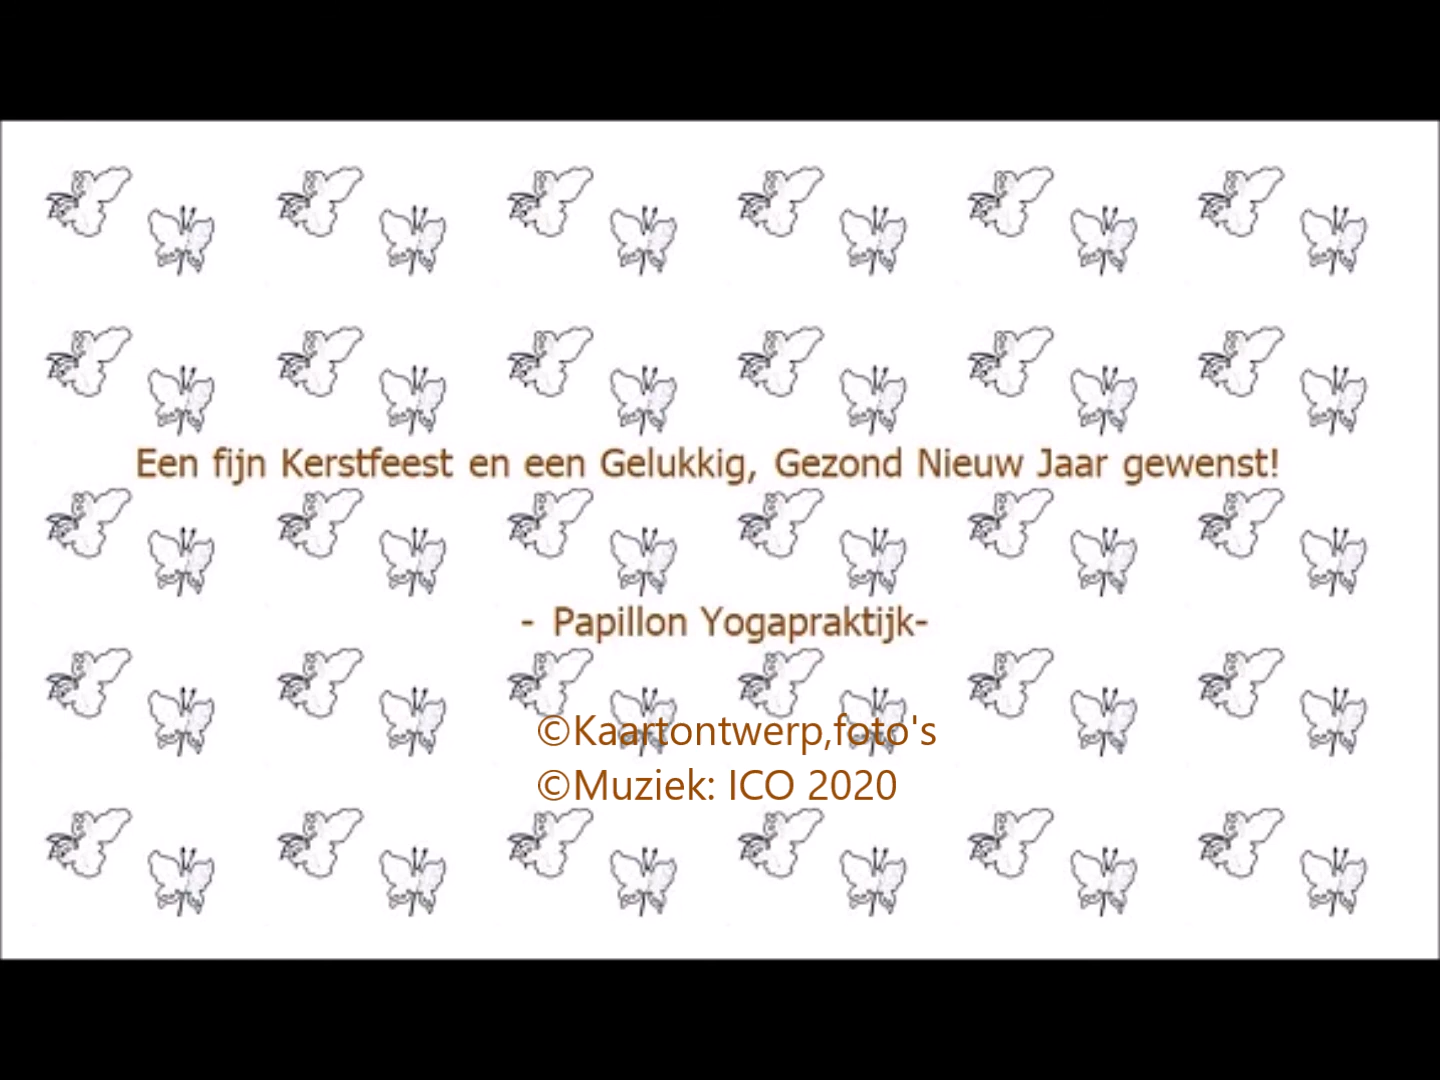 Een fijn Kerstfeest en een Gelukkig, Gezond Nieuw Jaar gewenst!
- Papillon Yogapraktijk-
©Kaartontwerp,foto's
©Muziek: ICO 2020